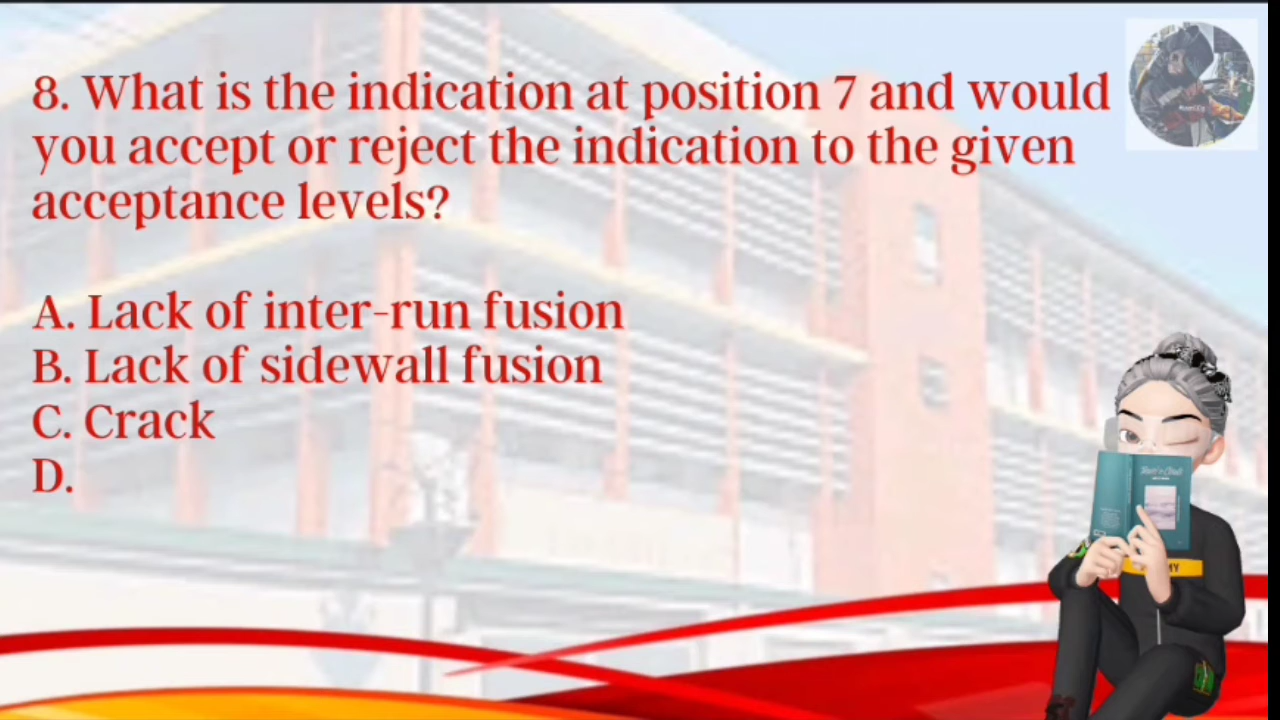 8. What is the indication at position 7 and would
you accept or reject the indication to the given
acceptance levels?
A. Lack of inter-run fusion
B. Lack of sidewall fusion
C. Crack
D.